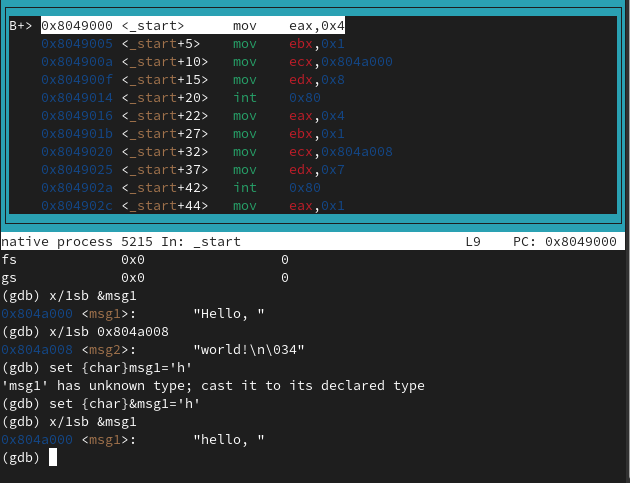 B+> 0x8049000 <_start> mov eax,0x4
0x8049005 <_start+5> mov ebx,0x1
0x804900a <_start+10> mov ecx,0x804a000
0x804900f <_start+15> mov edx,0x8
0x8049014 <_start+20> int 0x80
0x8049016 <_start+22> mov eax,0x4
0x804901b <_start+27> mov ebx,0x1
0x8049020 <_start+32> mov ecx,0x804a008
0x8049025 <_start+37> mov edx,0x7
0x804902a <_start+42> int 0x80
0x804902c <_start+44> mov eax,0x1
native process 5215 In: _start L9 PC: 0x8049000
fs 0x0 0
gs 0x0 0
(gdb) x/1sb &msg1
0x804a000 <msg1>: "Hello, "
(gdb) x/1sb 0x804a008
0x804a008 <msg2>: "world!\n\034"
(gdb) set {char}msg1='h'
'msg1' has unknown type; cast it to its declared type
(gdb) set {char}&msg1='h'
(gdb) x/1sb &msg1
0x804a000 <msg1>: "hello, "
(gdb)